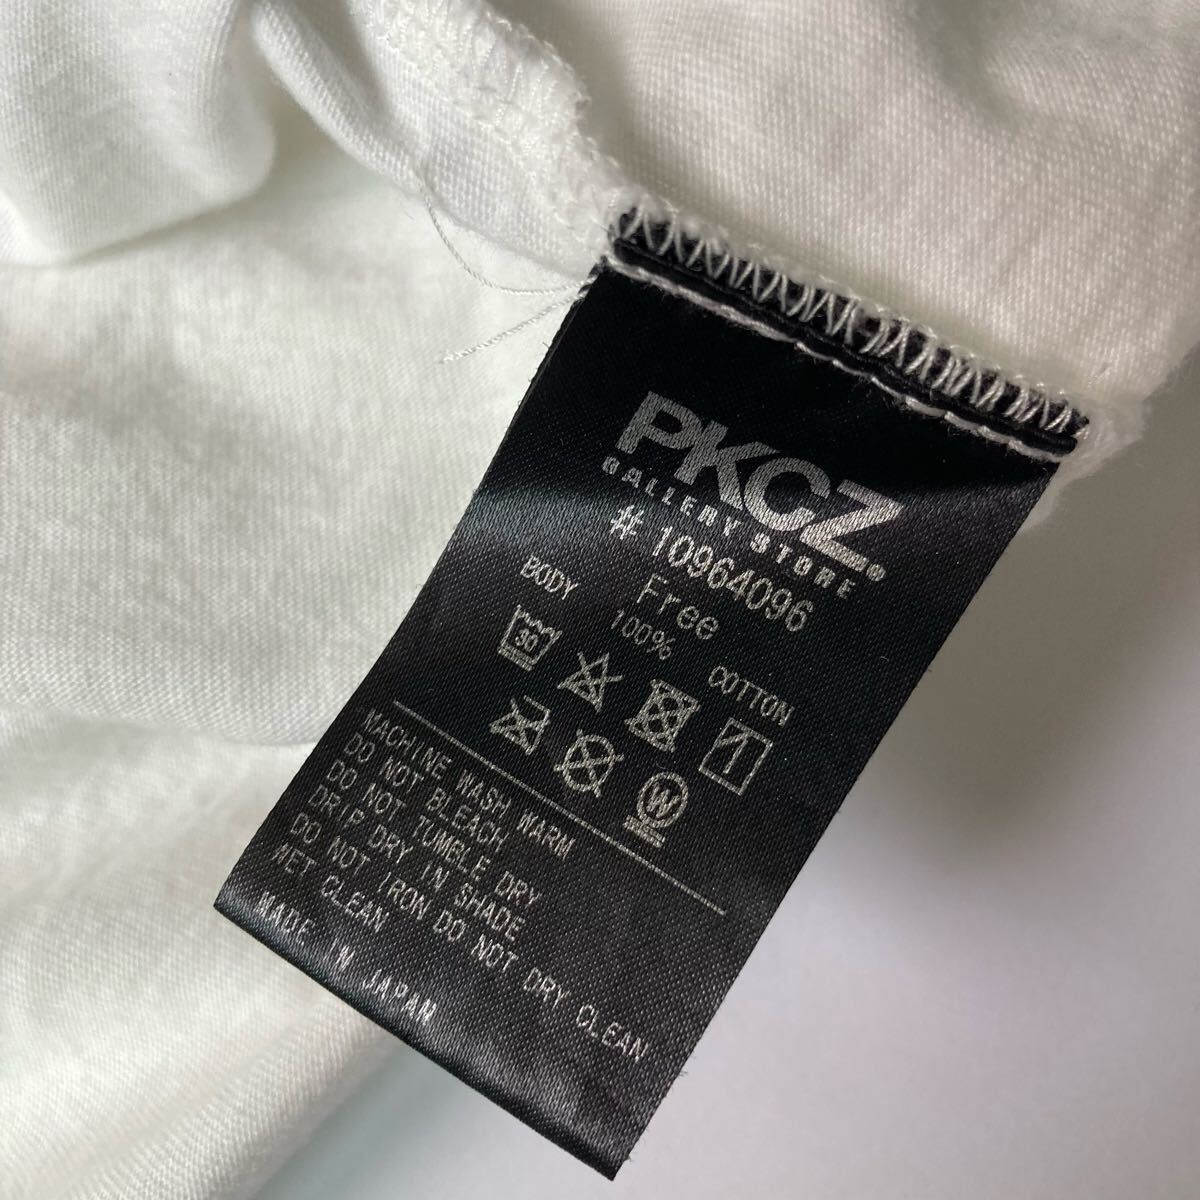 PKCZ®
GALLERY STORE
# 10964096
Free
BODY 100% COTTON
30
W
MACHINE WASH WARM
DO NOT BLEACH
DO NOT TUMBLE DRY
DRIP DRY IN SHADE
DO NOT IRON DO NOT DRY CLEAN
WET CLEAN
MADE IN JAPAN